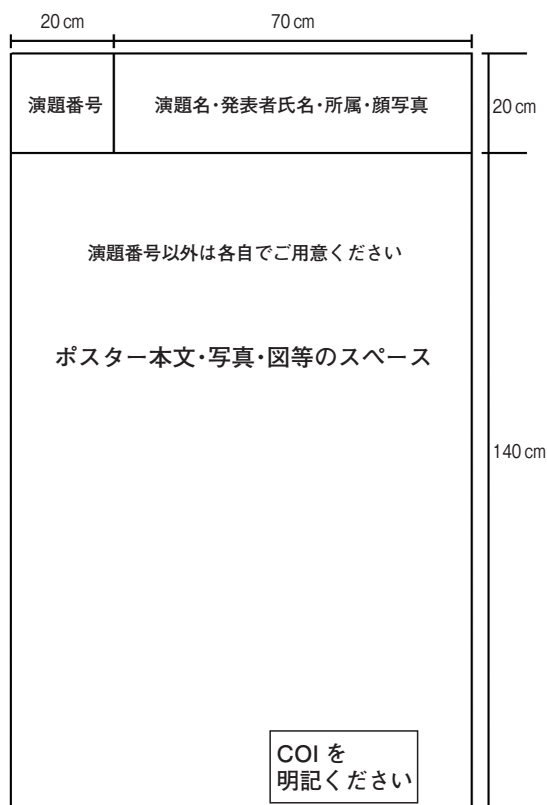 20 cm
70 cm
演題番号
演題名・発表者氏名・所属・顔写真
20 cm
演題番号以外は各自でご用意ください
ポスター本文・写真・図等のスペース
140 cm
COI を
明記ください